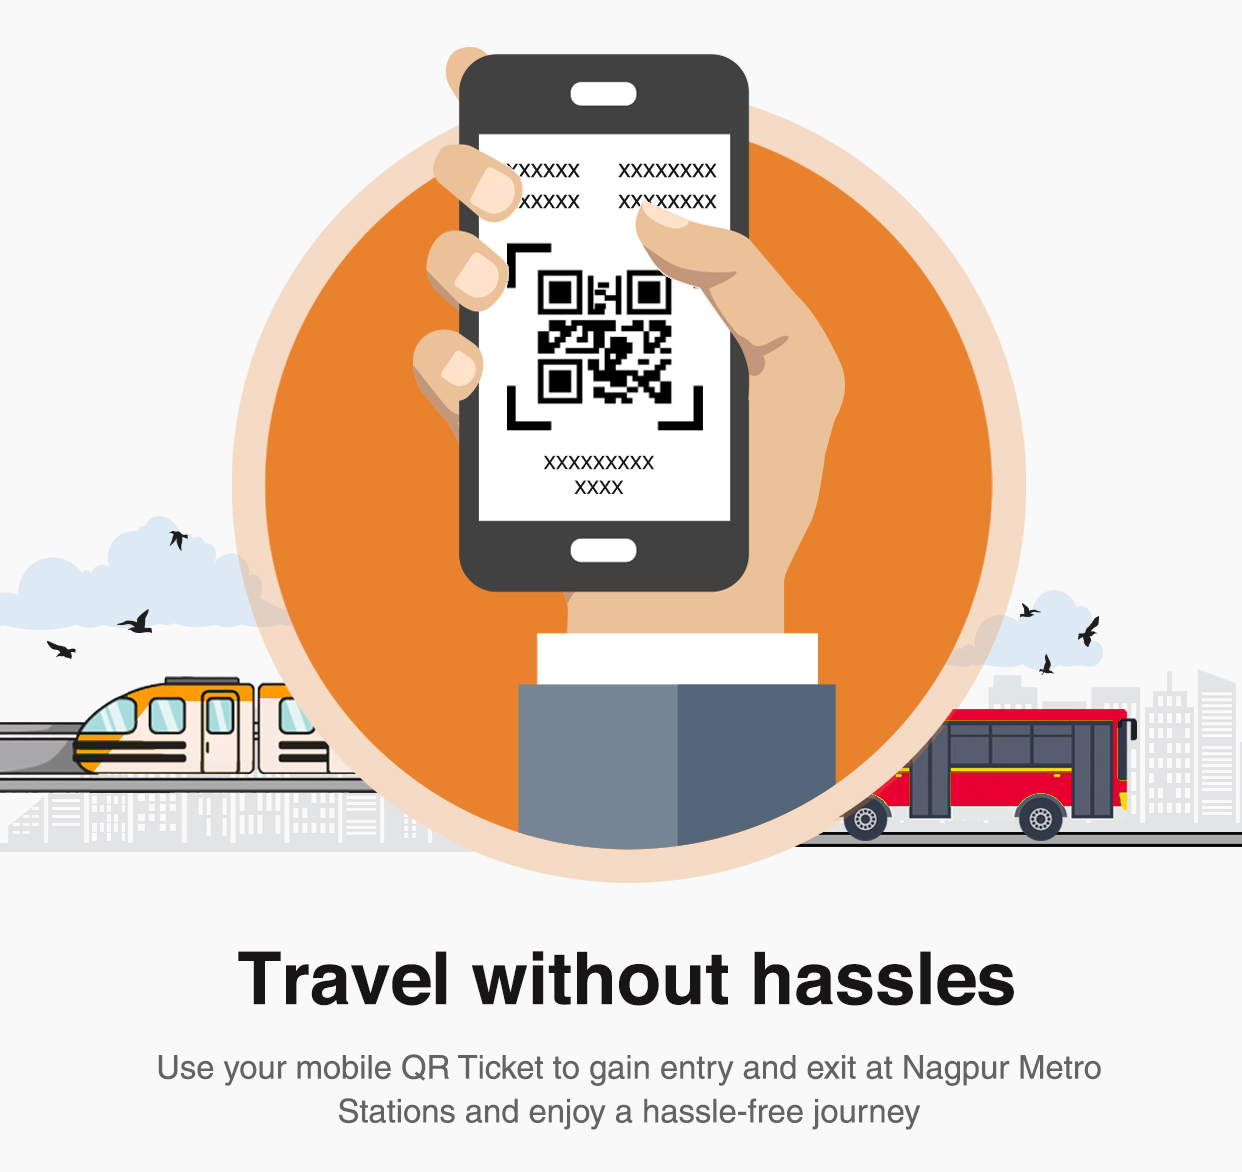 XXXXXX XXXXXXXX
XXXXX XXXXXXXX
XXXXXXXXX
XXXX
Travel without hassles
Use your mobile QR Ticket to gain entry and exit at Nagpur Metro
Stations and enjoy a hassle-free journey